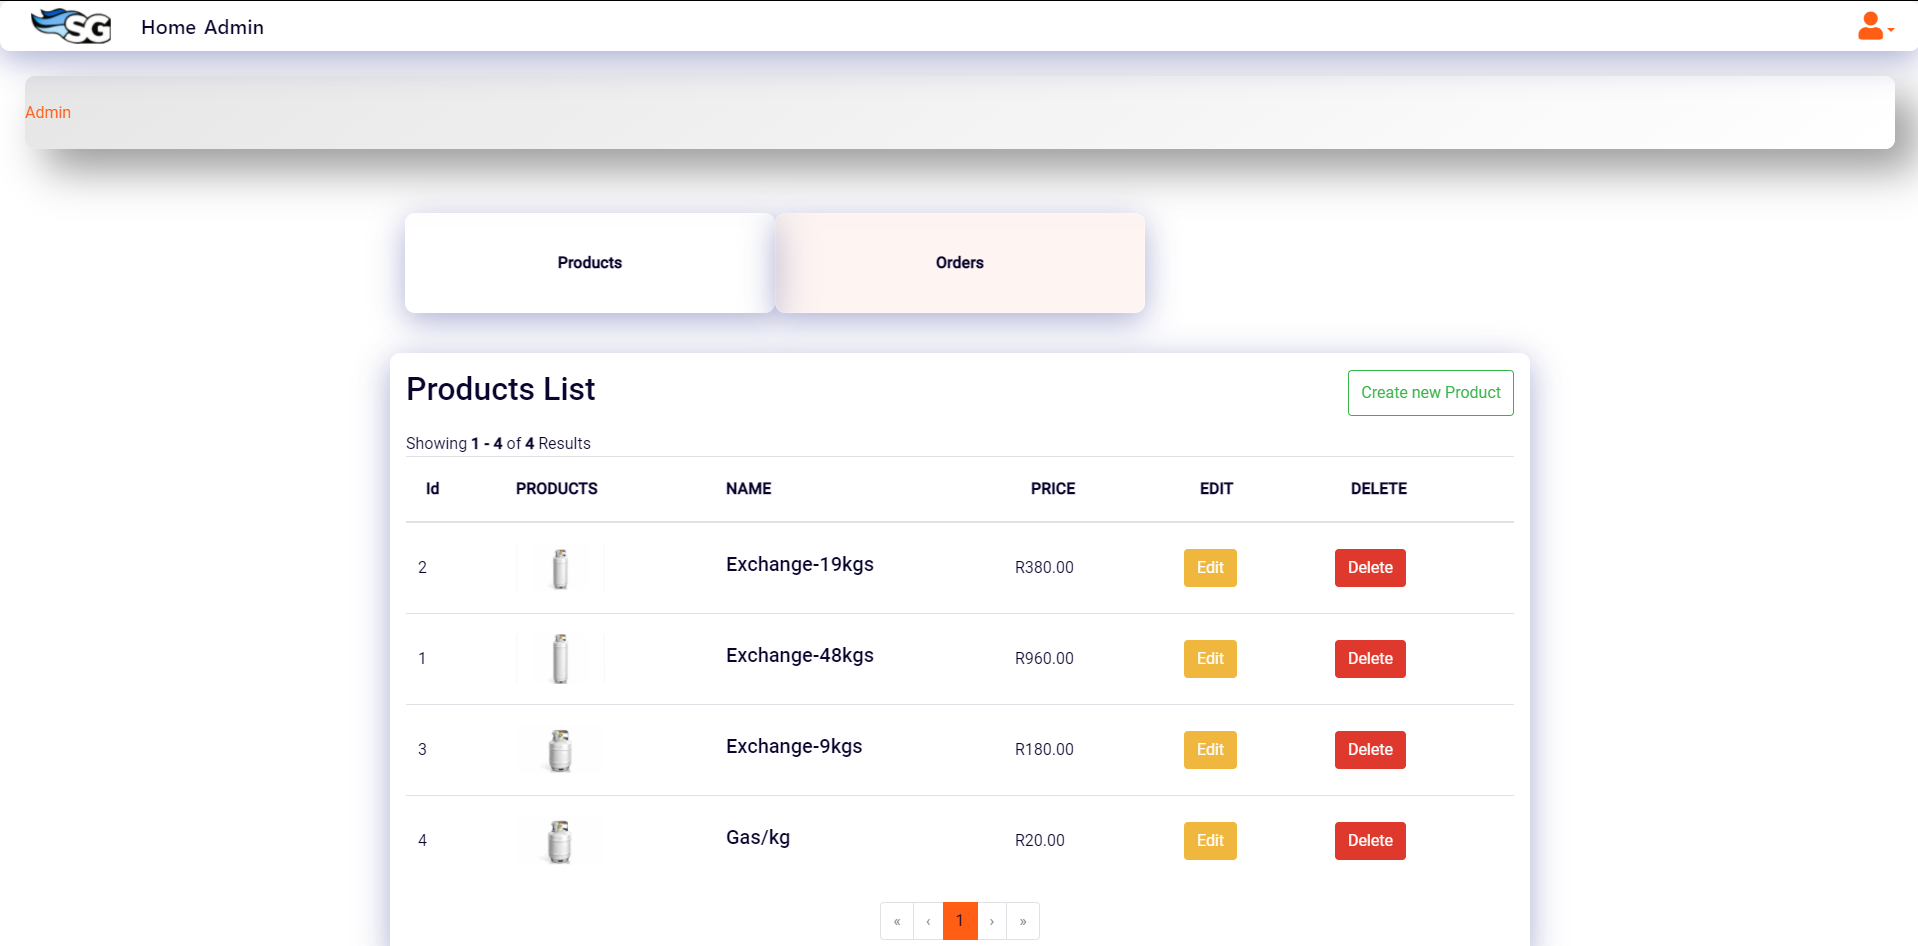 SG Home Admin
Admin
Products Orders
Products List Create new Product
Showing 1 - 4 of 4 Results
Id PRODUCTS NAME PRICE EDIT DELETE
2 Exchange-19kgs R380.00 Edit Delete
1 Exchange-48kgs R960.00 Edit Delete
3 Exchange-9kgs R180.00 Edit Delete
4 Gas/kg R20.00 Edit Delete
« ‹ 1 › »